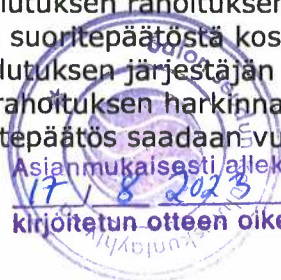 lutuksen rahoituksen
suoritepäätöstä kos
lutuksen järjestäjän
rahoituksen harkinna
tepäätös saadaan vu
Asianmukaisesti allek
17 / 8 2023
kirjoitetun otteen oike